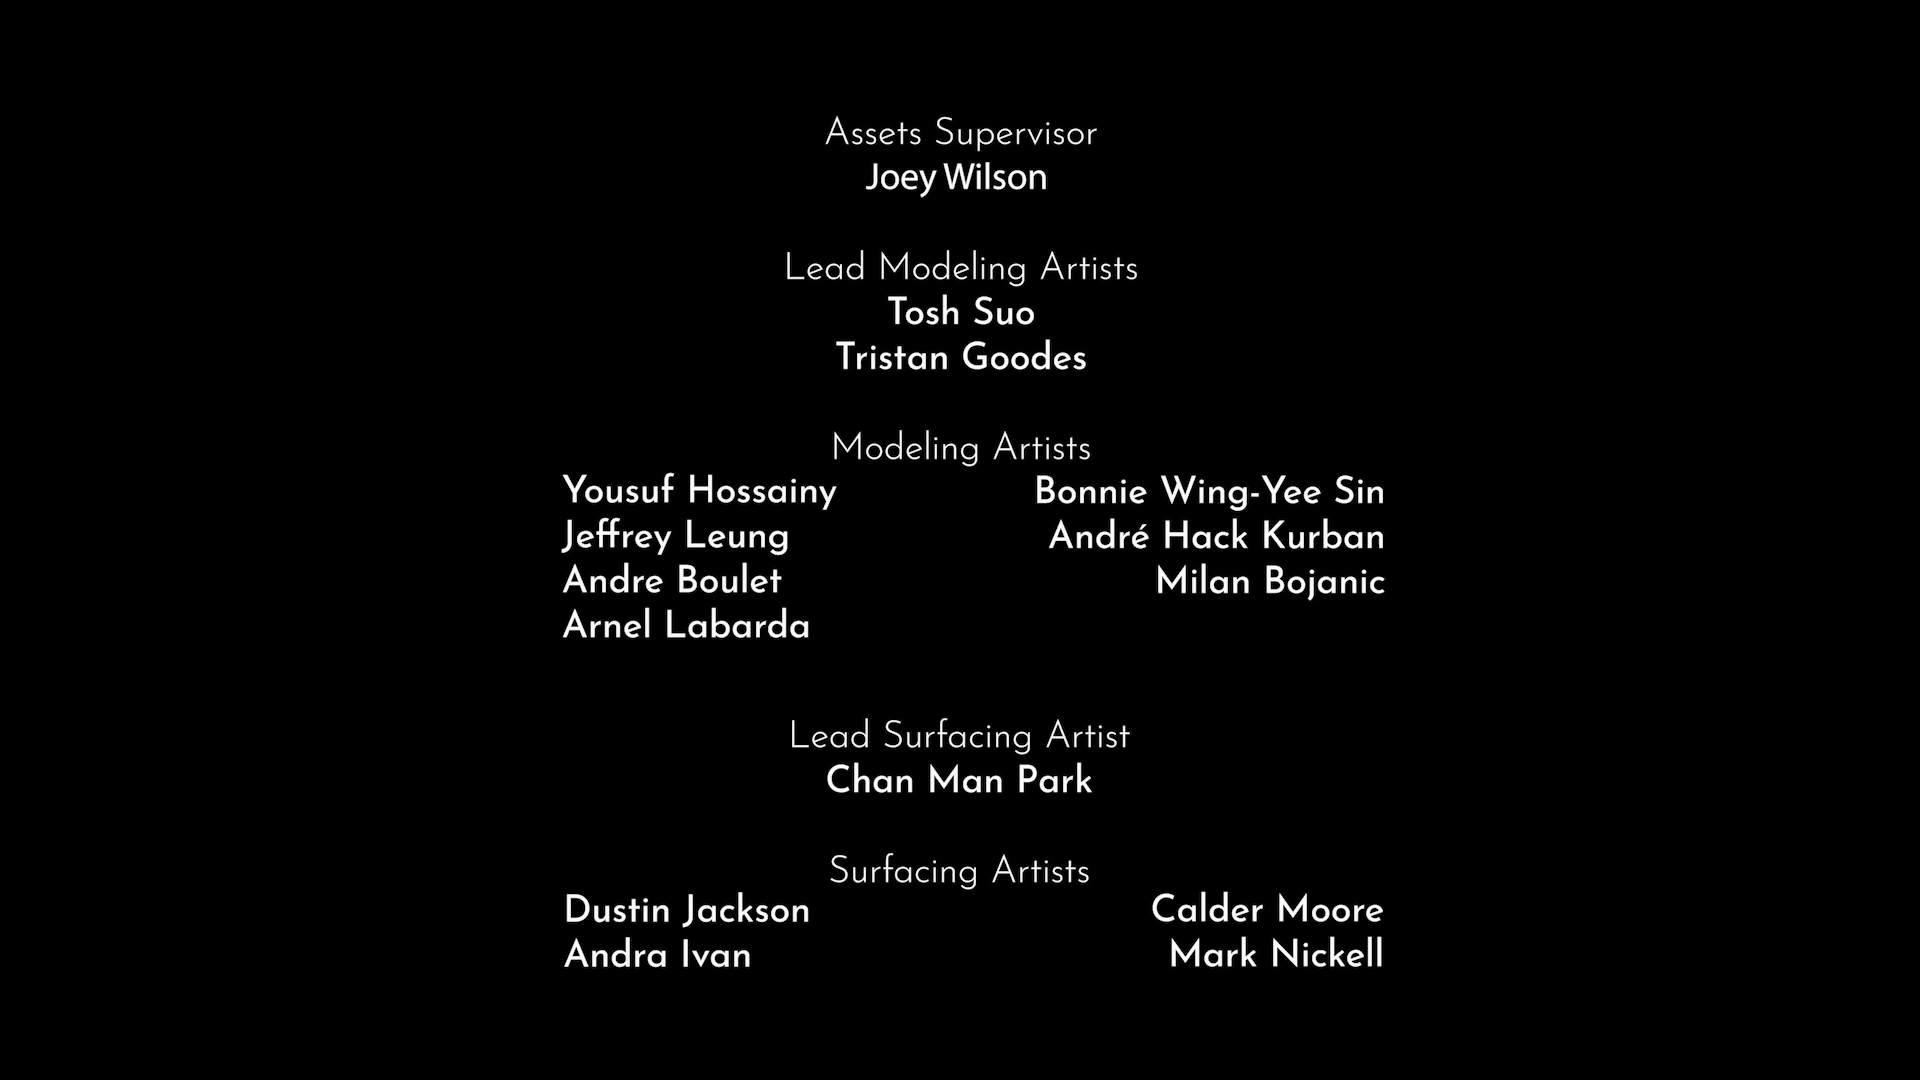 Assets Supervisor
Joey Wilson
Lead Modeling Artists
Tosh Suo
Tristan Goodes
Modeling Artists
Yousuf Hossainy
Jeffrey Leung
Andre Boulet
Arnel Labarda
Bonnie Wing-Yee Sin
André Hack Kurban
Milan Bojanic
Lead Surfacing Artist
Chan Man Park
Surfacing Artists
Dustin Jackson
Andra Ivan
Calder Moore
Mark Nickell